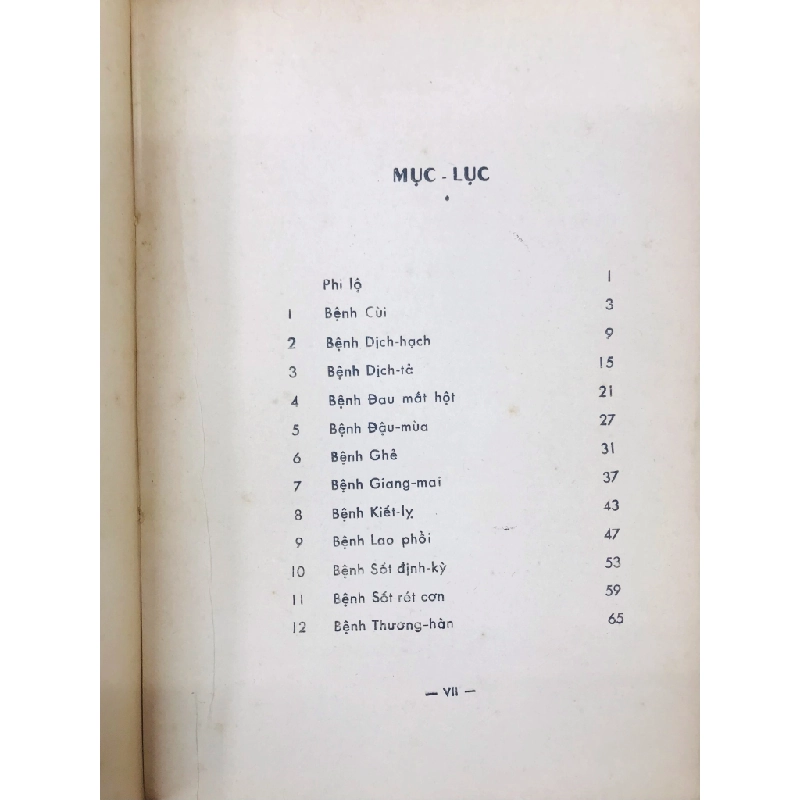 MỤC - LỤC
Phi lộ 1
1 Bệnh Cùi 3
2 Bệnh Dịch-hạch 9
3 Bệnh Dịch-tả 15
4 Bệnh Đau mắt hột 21
5 Bệnh Đậu-mùa 27
6 Bệnh Ghẻ 31
7 Bệnh Giang-mai 37
8 Bệnh Kiết-lỵ 43
9 Bệnh Lao phổi 47
10 Bệnh Sốt định-kỳ 53
11 Bệnh Sốt rét cơn 59
12 Bệnh Thương-hàn 65
— VII —